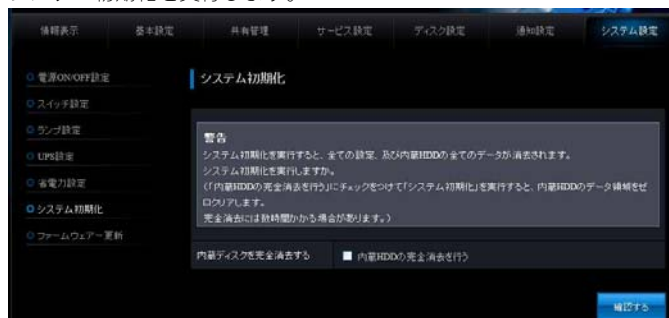 情報表示 基本設定 共有管理 サービス設定 ディスク設定 通知設定 システム設定
電源ON/OFF設定
スイッチ設定
ランプ設定
UPS設定
省電力設定
システム初期化
ファームウェアー更新
システム初期化
警告
システム初期化を実行すると、全ての設定、及び内蔵HDDの全てのデータが消去されます。
システム初期化を実行しますか。
(「内蔵HDDの完全消去を行う」にチェックをつけて「システム初期化」を実行すると、内蔵HDDのデータ領域をゼ
ロクリアします。
完全消去には数時間かかる場合があります。)
内蔵ディスクを完全消去する 内蔵HDDの完全消去を行う
確認する